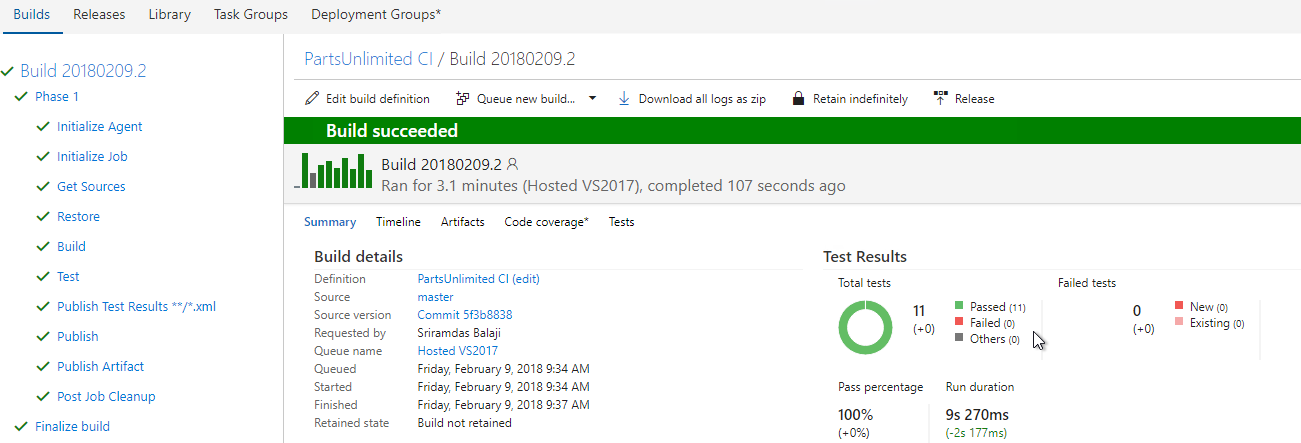 Builds Releases Library Task Groups Deployment Groups*
Build 20180209.2
Phase 1
Initialize Agent
Initialize Job
Get Sources
Restore
Build
Test
Publish Test Results **/*.xml
Publish
Publish Artifact
Post Job Cleanup
Finalize build
PartsUnlimited CI / Build 20180209.2
Edit build definition Queue new build... Download all logs as zip Retain indefinitely Release
Build succeeded
Build 20180209.2
Ran for 3.1 minutes (Hosted VS2017), completed 107 seconds ago
Summary Timeline Artifacts Code coverage* Tests
Build details
Definition PartsUnlimited CI (edit)
Source master
Source version Commit 5f3b8838
Requested by Sriramdas Balaji
Queue name Hosted VS2017
Queued Friday, February 9, 2018 9:34 AM
Started Friday, February 9, 2018 9:34 AM
Finished Friday, February 9, 2018 9:37 AM
Retained state Build not retained
Test Results
Total tests
11
(+0)
Passed (11)
Failed (0)
Others (0)
Failed tests
0
(+0)
New (0)
Existing (0)
Pass percentage
100%
(+0%)
Run duration
9s 270ms
(-2s 177ms)